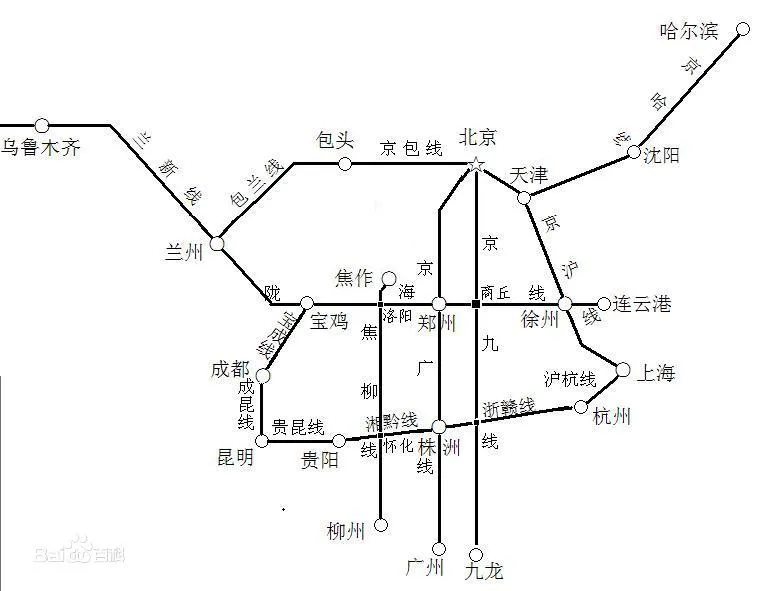 哈尔滨
京哈线
沈阳
乌鲁木齐
兰新线
包头
京包线
北京
天津
包兰线
兰州
京沪线
焦作
陇海线
京广线
京九线
商丘
宝鸡
洛阳
郑州
徐州
连云港
宝成线
焦柳线
成都
成昆线
上海
沪杭线
杭州
贵昆线
湘黔线
浙赣线
昆明
贵阳
怀化
株洲
柳州
广州
九龙
Bai百科